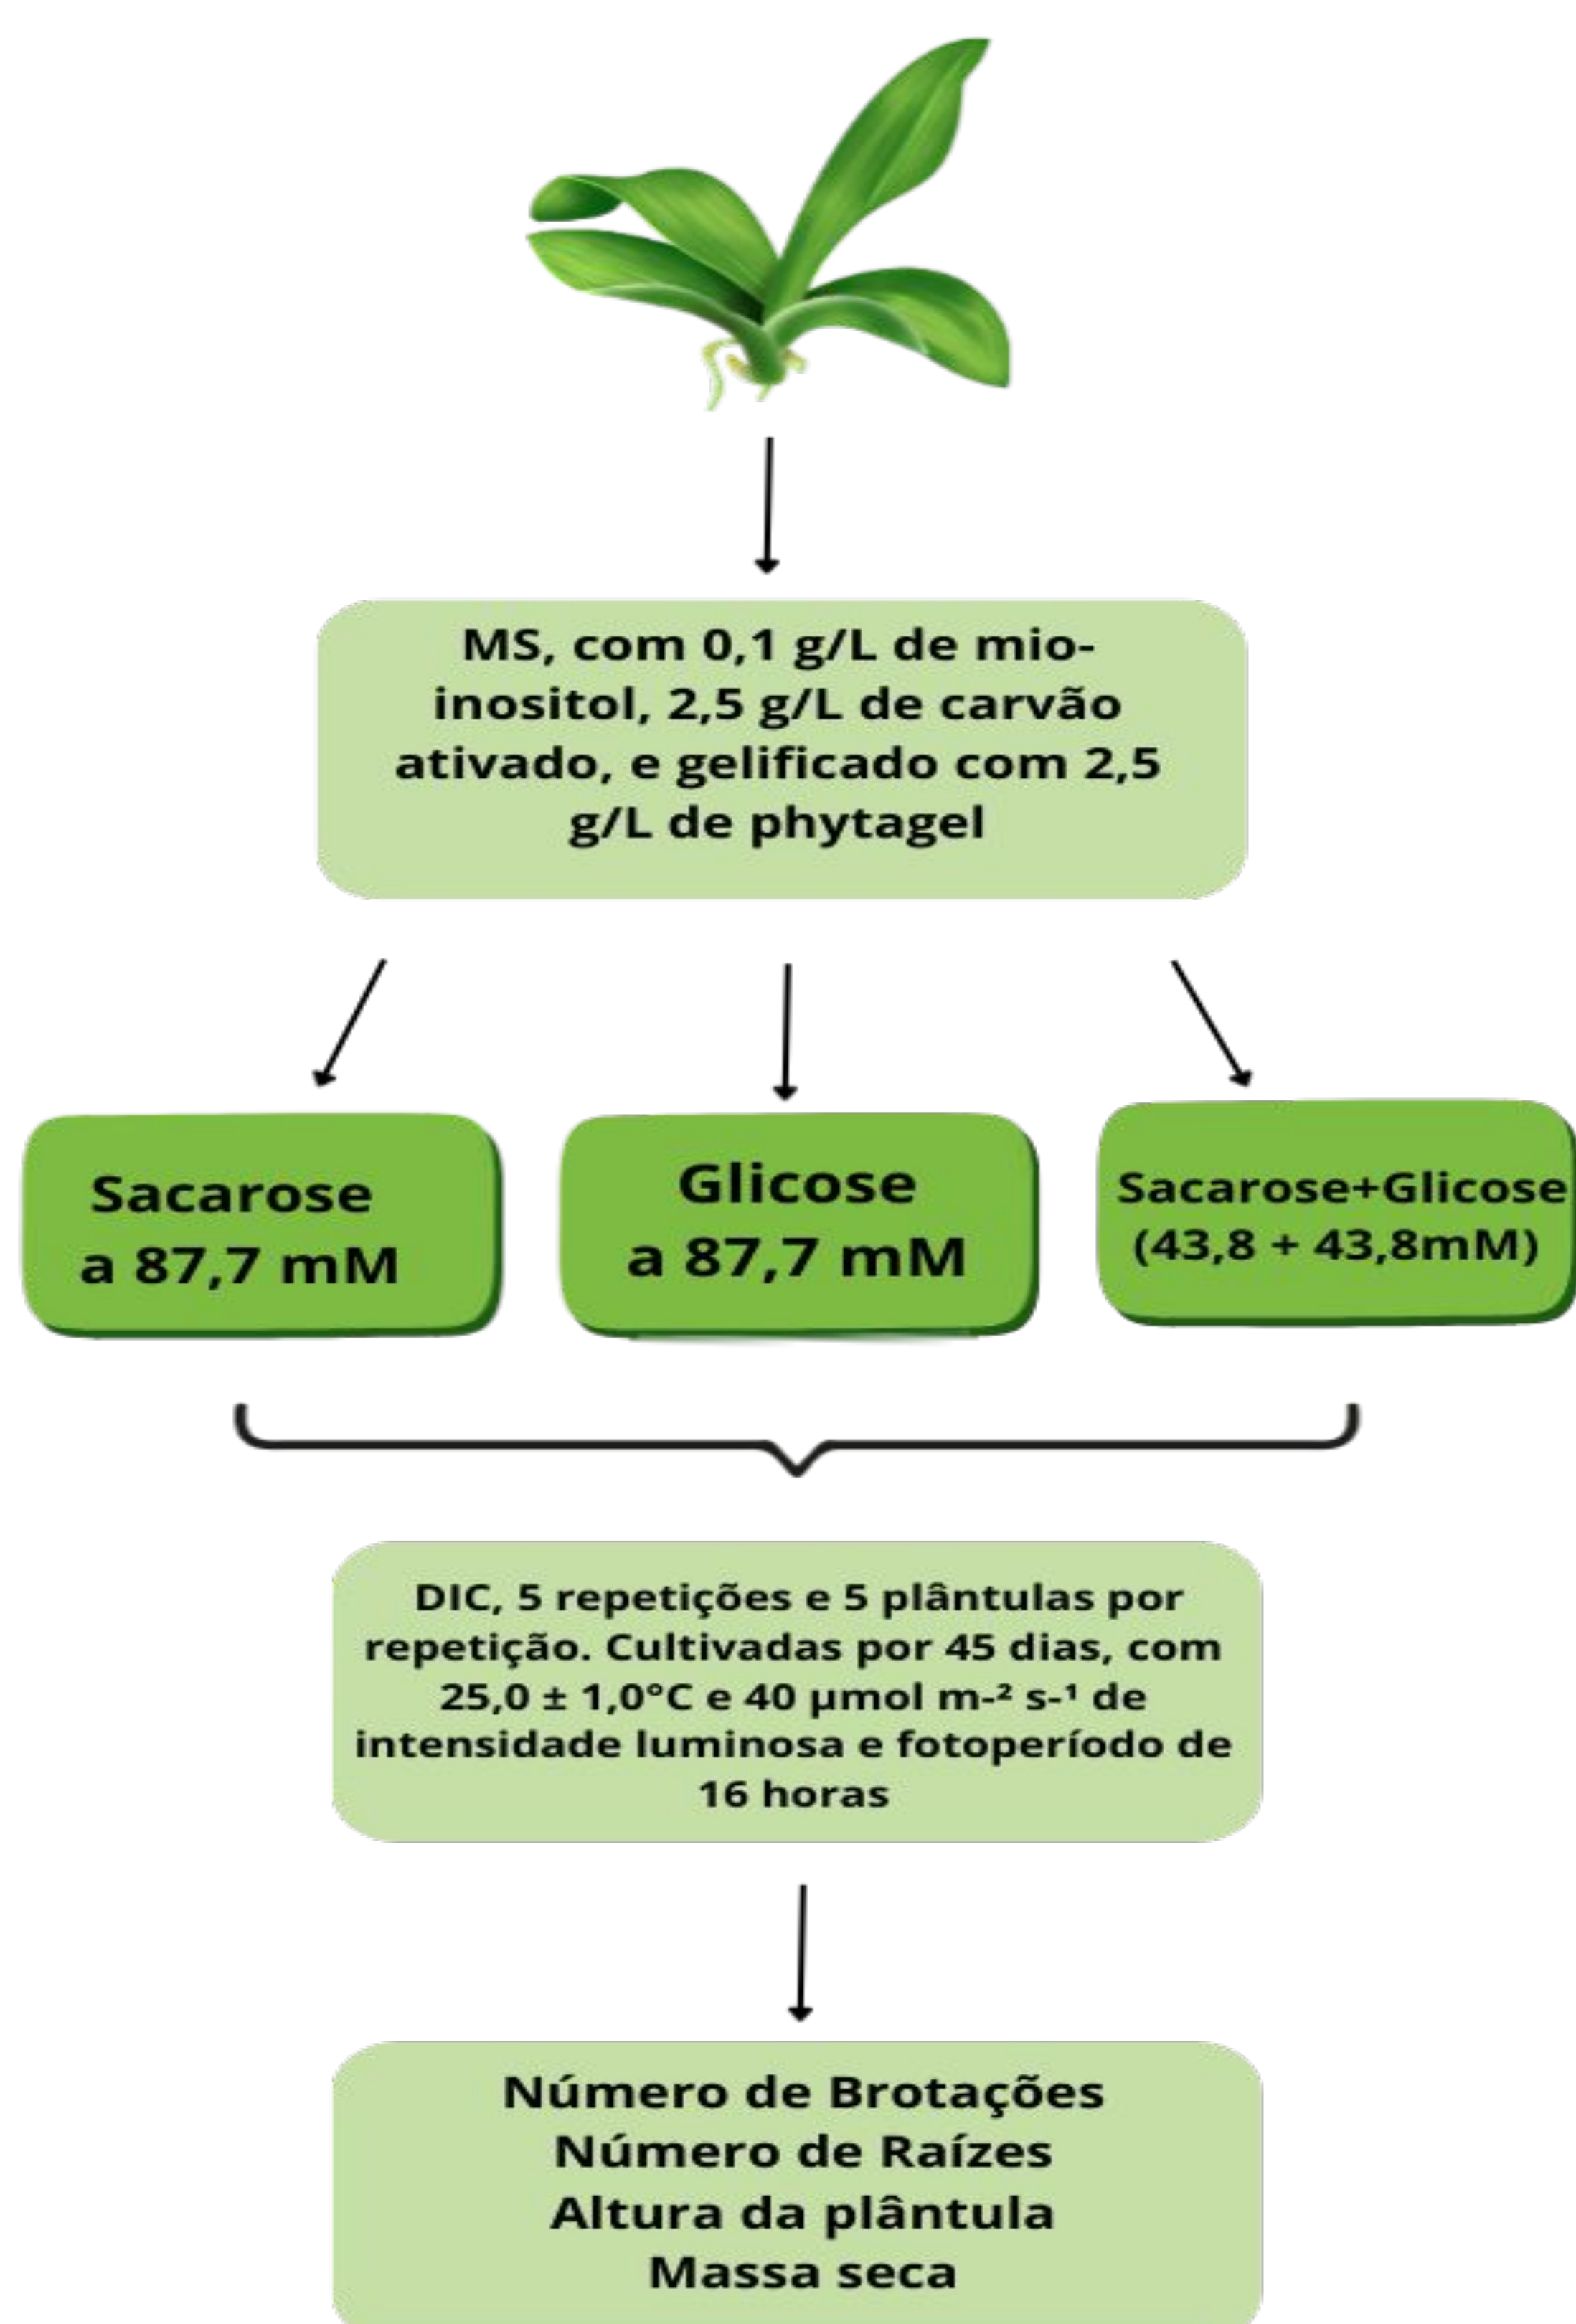 MS, com 0,1 g/L de mio-
inositol, 2,5 g/L de carvão
ativado, e gelificado com 2,5
g/L de phytagel
Sacarose
a 87,7 mM
Glicose
a 87,7 mM
Sacarose+Glicose
(43,8 + 43,8mM)
DIC, 5 repetições e 5 plântulas por
repetição. Cultivadas por 45 dias, com
25,0 ± 1,0°C e 40 μmol m-² s-¹ de
intensidade luminosa e fotoperíodo de
16 horas
Número de Brotações
Número de Raízes
Altura da plântula
Massa seca